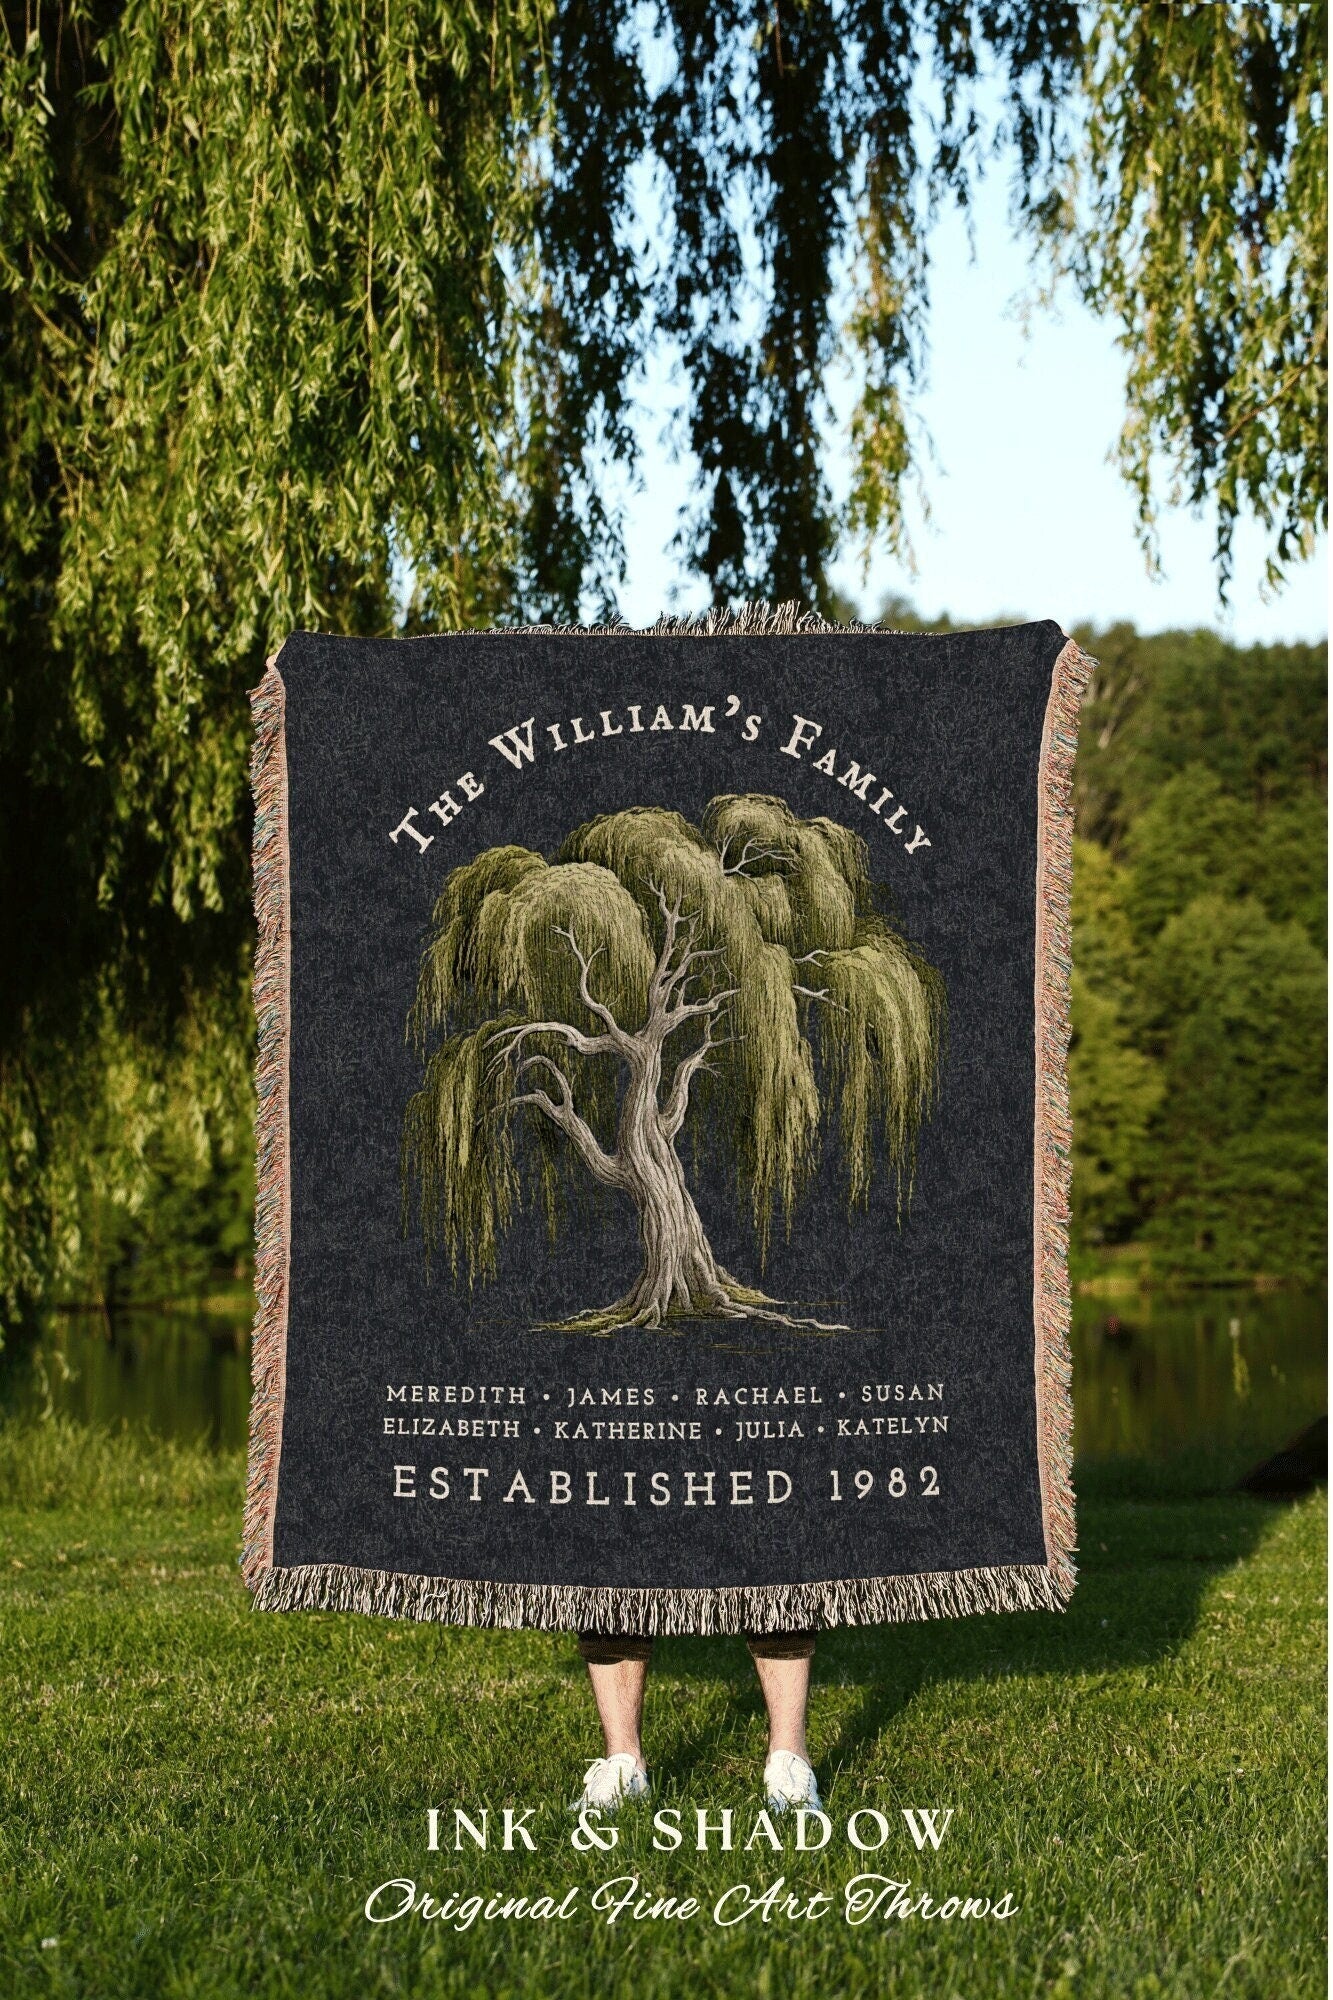 The William's Family
MEREDITH • JAMES • RACHAEL • SUSAN
ELIZABETH • KATHERINE • JULIA • KATELYN
ESTABLISHED 1982
INK & SHADOW
Original Fine Art Throws